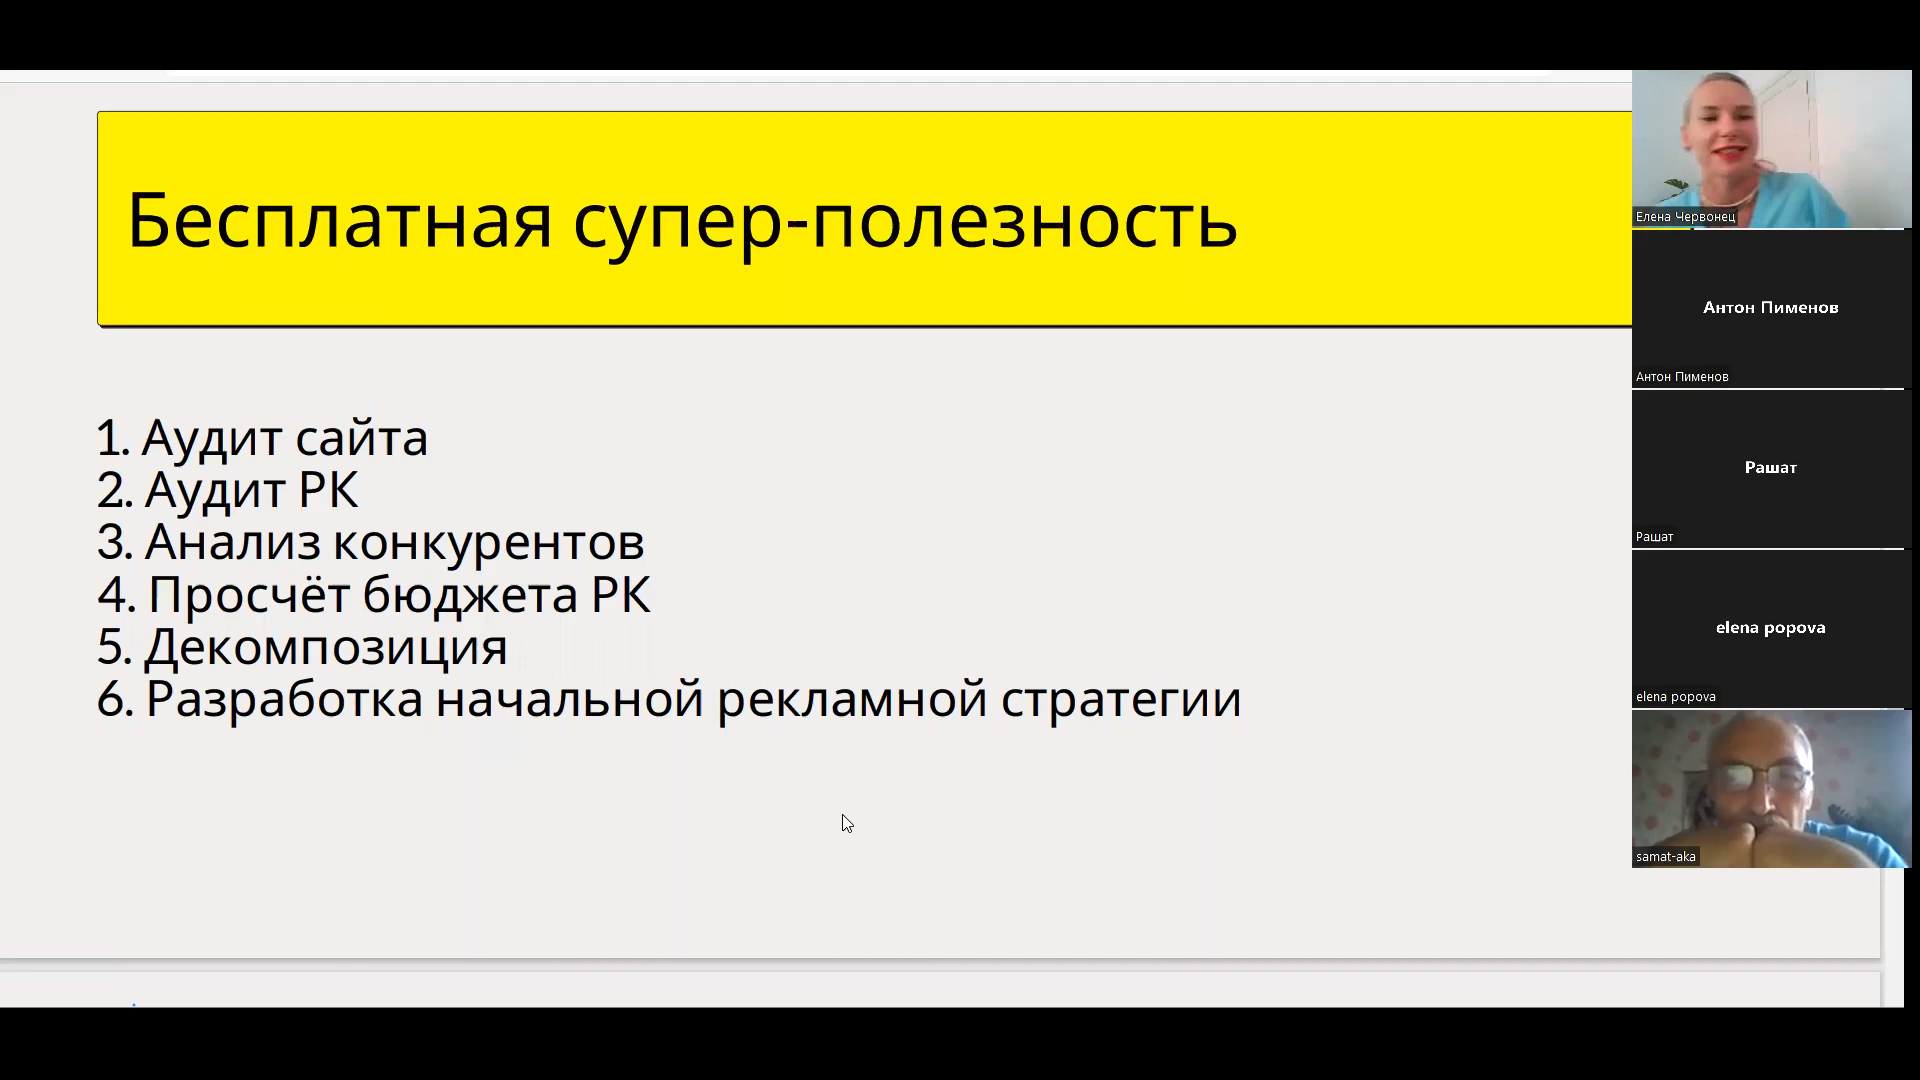 Бесплатная супер-полезность
1. Аудит сайта
2. Аудит РК
3. Анализ конкурентов
4. Просчёт бюджета РК
5. Декомпозиция
6. Разработка начальной рекламной стратегии
Елена Червонец
Антон Пименов
Антон Пименов
Рашат
Рашат
elena popova
elena popova
samat-aka